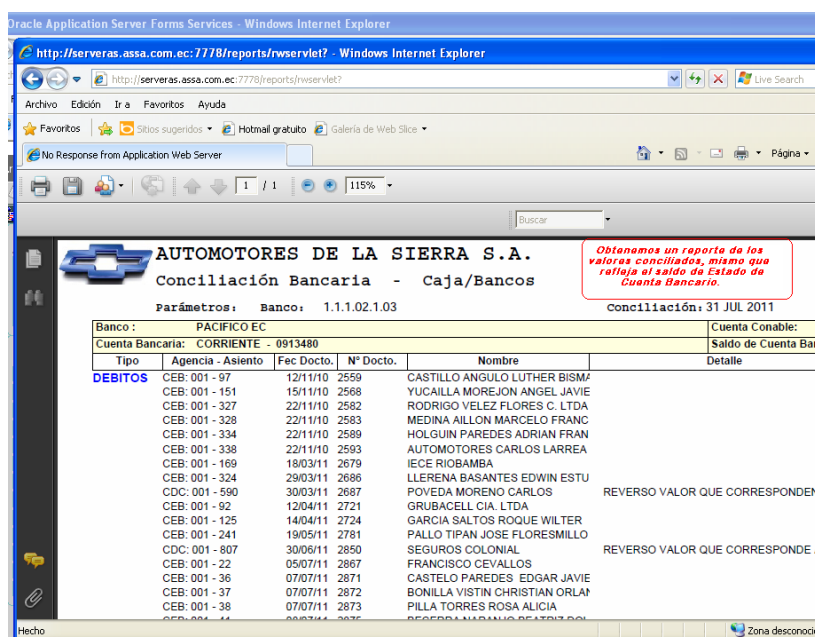 Oracle Application Server Forms Services - Windows Internet Explorer
http://serveras.assa.com.ec:7778/reports/rwservlet? - Windows Internet Explorer
http://serveras.assa.com.ec:7778/reports/rwservlet? Live Search
Archivo Edición Ir a Favoritos Ayuda
Favoritos Sitios sugeridos Hotmail gratuito Galería de Web Slice
No Response from Application Web Server Página
1 / 1 115%
Buscar
AUTOMOTORES DE LA SIERRA S.A.
Conciliación Bancaria - Caja/Bancos
Obtenemos un reporte de los
valores conciliados, mismo que
refleja el saldo de Estado de
Cuenta Bancario.
Parámetros: Banco: 1.1.1.02.1.03 Conciliación: 31 JUL 2011
Banco : PACIFICO EC Cuenta Conable:
Cuenta Bancaria: CORRIENTE - 0913480 Saldo de Cuenta Ba
Tipo Agencia - Asiento Fec Docto. Nº Docto. Nombre Detalle
DEBITOS CEB: 001 - 97 12/11/10 2559 CASTILLO ANGULO LUTHER BISMA
CEB: 001 - 151 15/11/10 2568 YUCAILLA MOREJON ANGEL JAVIE
CEB: 001 - 327 22/11/10 2582 RODRIGO VELEZ FLORES C. LTDA
CEB: 001 - 328 22/11/10 2583 MEDINA AILLON MARCELO FRANC
CEB: 001 - 334 22/11/10 2589 HOLGUIN PAREDES ADRIAN FRAN
CEB: 001 - 338 22/11/10 2593 AUTOMOTORES CARLOS LARREA
CEB: 001 - 169 18/03/11 2679 IECE RIOBAMBA
CEB: 001 - 324 29/03/11 2686 LLERENA BASANTES EDWIN ESTU
CDC: 001 - 590 30/03/11 2687 POVEDA MORENO CARLOS REVERSO VALOR QUE CORRESPONDEN
CEB: 001 - 92 12/04/11 2721 GRUBACELL CIA. LTDA
CEB: 001 - 125 14/04/11 2724 GARCIA SALTOS ROQUE WILTER
CEB: 001 - 241 19/05/11 2781 PALLO TIPAN JOSE FLORESMILLO
CDC: 001 - 807 30/06/11 2850 SEGUROS COLONIAL REVERSO VALOR QUE CORRESPONDE
CEB: 001 - 22 05/07/11 2867 FRANCISCO CEVALLOS
CEB: 001 - 36 07/07/11 2871 CASTELO PAREDES EDGAR JAVIE
CEB: 001 - 37 07/07/11 2872 BONILLA VISTIN CHRISTIAN ORLAN
CEB: 001 - 38 07/07/11 2873 PILLA TORRES ROSA ALICIA
Hecho Zona desconoci